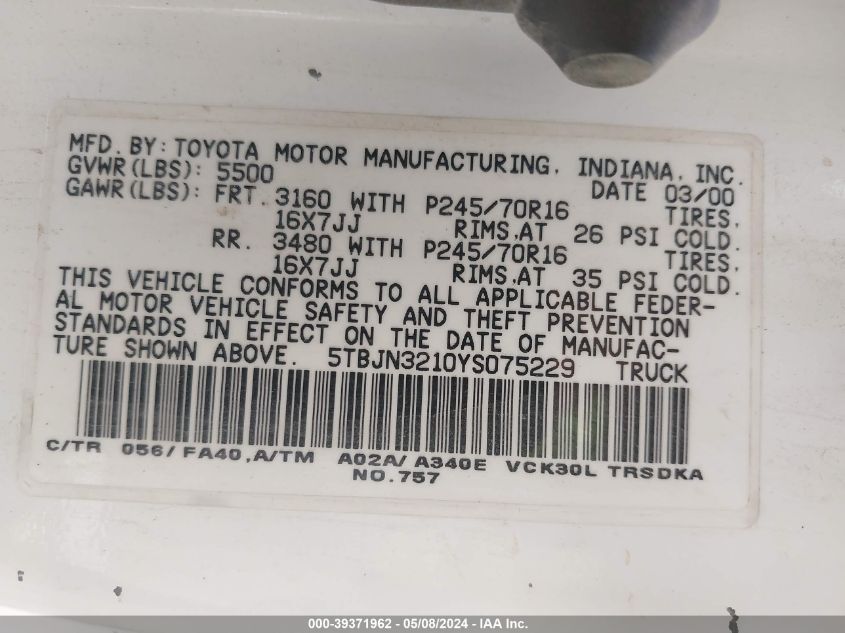 MFD. BY: TOYOTA MOTOR MANUFACTURING, INDIANA, INC.
GVWR(LBS): 5500 DATE 03/00
GAWR(LBS): FRT. 3160 WITH P245/70R16 TIRES,
16X7JJ RIMS,AT 26 PSI COLD.
RR. 3480 WITH P245/70R16 TIRES,
16X7JJ RIMS,AT 35 PSI COLD.
THIS VEHICLE CONFORMS TO ALL APPLICABLE FEDER-
AL MOTOR VEHICLE SAFETY AND THEFT PREVENTION
STANDARDS IN EFFECT ON THE DATE OF MANUFAC-
TURE SHOWN ABOVE. 5TBJN3210YS075229 TRUCK
C/TR 056/FA40,A/TM A02A/A340E VCK30L TRSDKA
NO.757
000-39371962 - 05/08/2024 - IAA Inc.